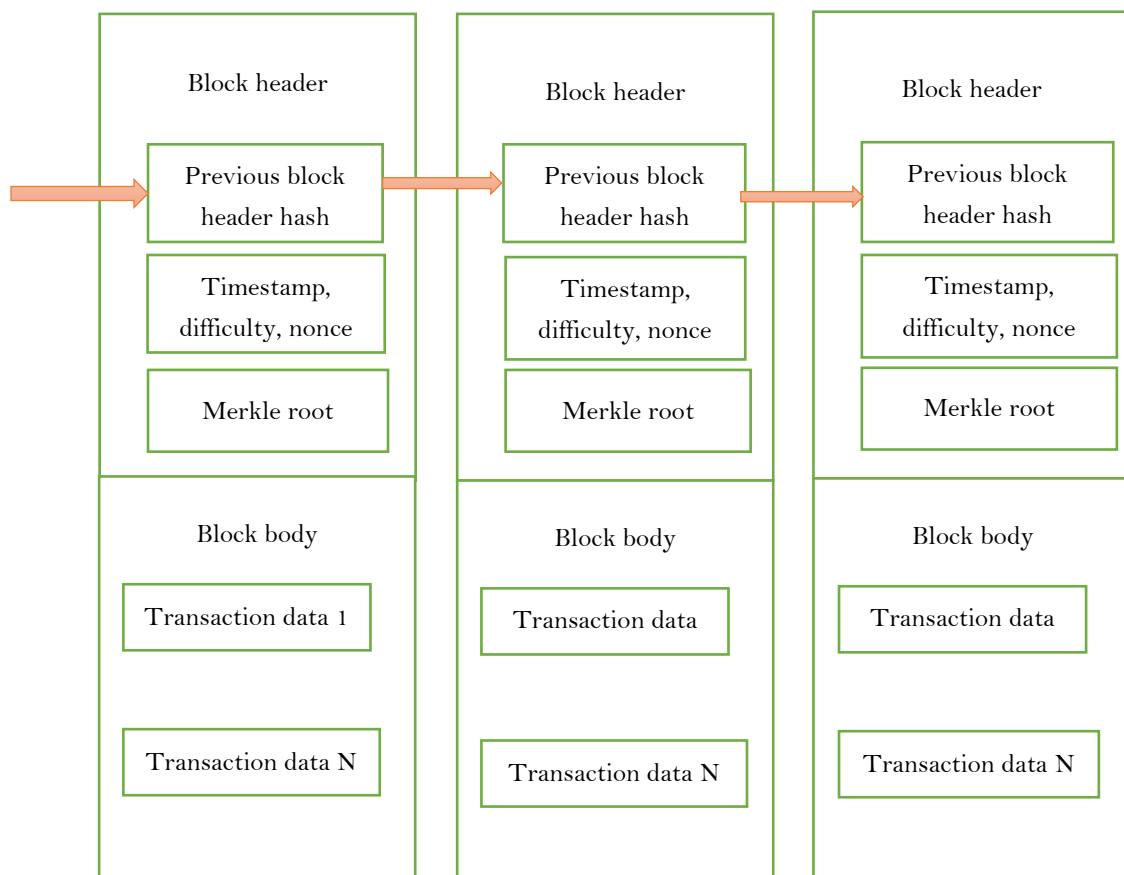 Block header
Previous block
header hash
Timestamp,
difficulty, nonce
Merkle root
Block body
Transaction data 1
Transaction data N
Block header
Previous block
header hash
Timestamp,
difficulty, nonce
Merkle root
Block body
Transaction data
Transaction data N
Block header
Previous block
header hash
Timestamp,
difficulty, nonce
Merkle root
Block body
Transaction data
Transaction data N